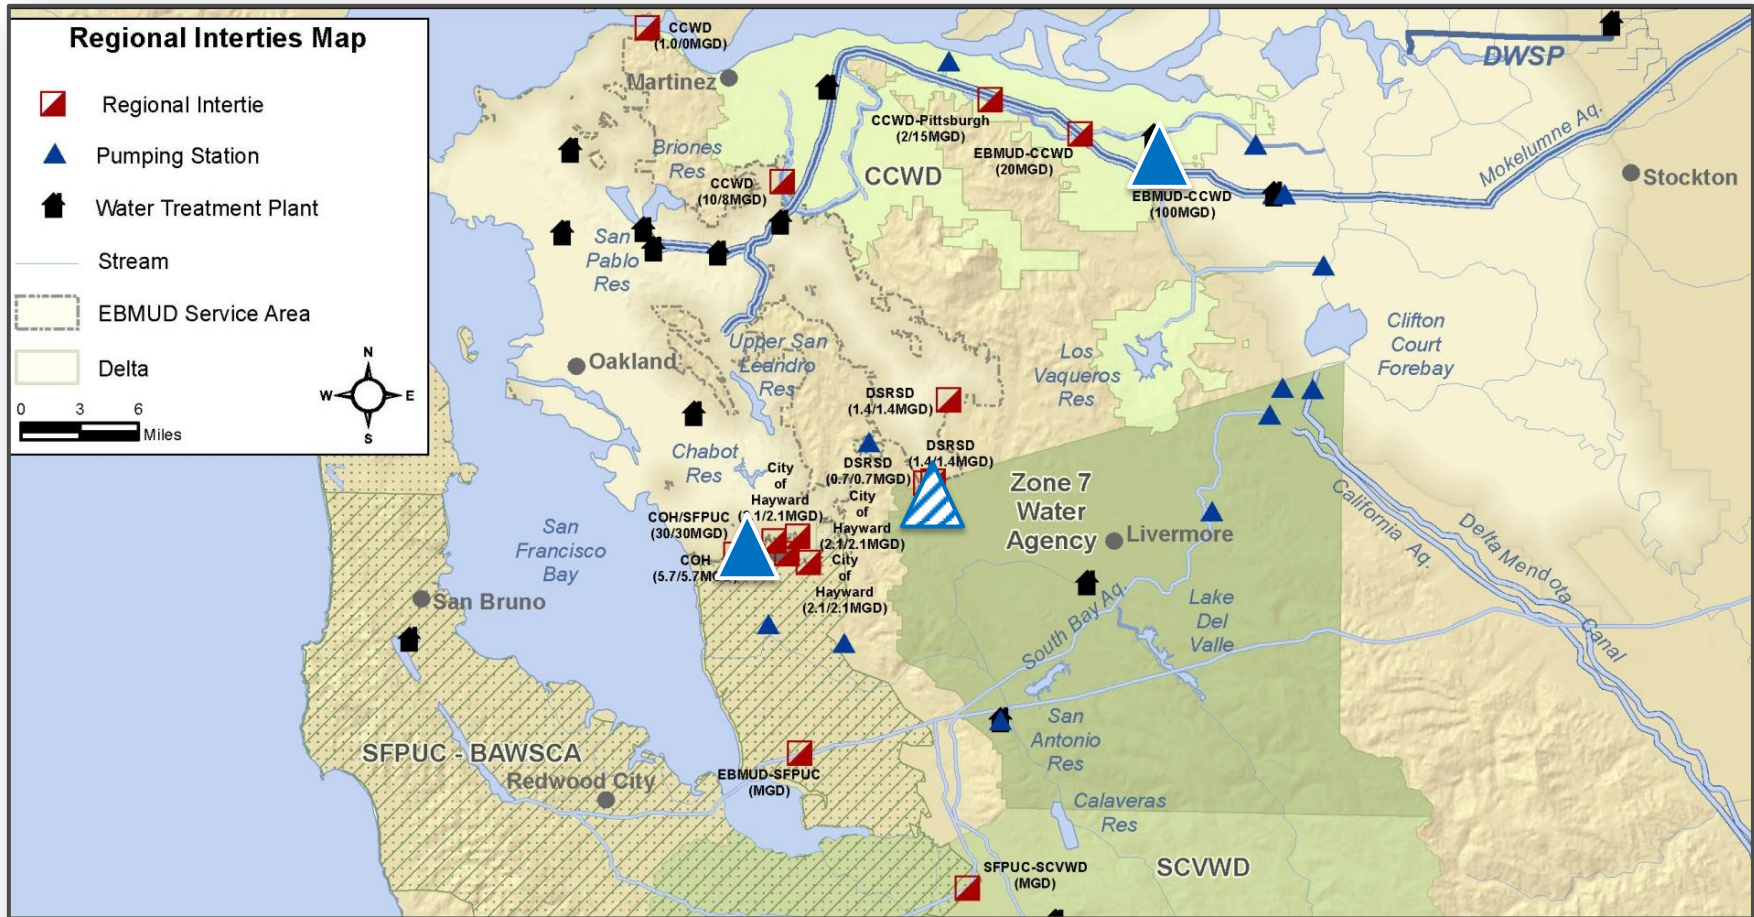 Regional Interties Map
Regional Intertie
Pumping Station
Water Treatment Plant
Stream
EBMUD Service Area
Delta
0 3 6
Miles
N
W E
S
CCWD
(1.0/0MGD)
Martinez
DWSP
CCWD-Pittsburgh
(2/15MGD)
EBMUD-CCWD
(20MGD)
Mokelumne Aq.
Stockton
Briones
Res
CCWD
(10/8MGD)
CCWD
EBMUD-CCWD
(100MGD)
San
Pablo
Res
Oakland
Upper San
Leandro
Res
Los
Vaqueros
Res
Clifton
Court
Forebay
DSRSD
(1.4/1.4MGD)
DSRSD
(1.4/1.4MGD)
DSRSD
(0.7/0.7MGD)
Chabot
Res
City
of
Hayward
/2.1MGD)
City
of
Hayward
(2.1/2.1MGD)
City
of
Hayward
(2.1/2.1MGD)
COH/SFPUC
(30/30MGD)
COH
(5.7/5.7M
Zone 7
Water
Agency
Livermore
California Aq.
Delta Mendota Canal
San
Francisco
Bay
San Bruno
South Bay Aq.
Lake
Del
Valle
San
Antonio
Res
SFPUC - BAWSCA
Redwood City
EBMUD-SFPUC
(MGD)
Calaveras
Res
SFPUC-SCVWD
(MGD)
SCVWD